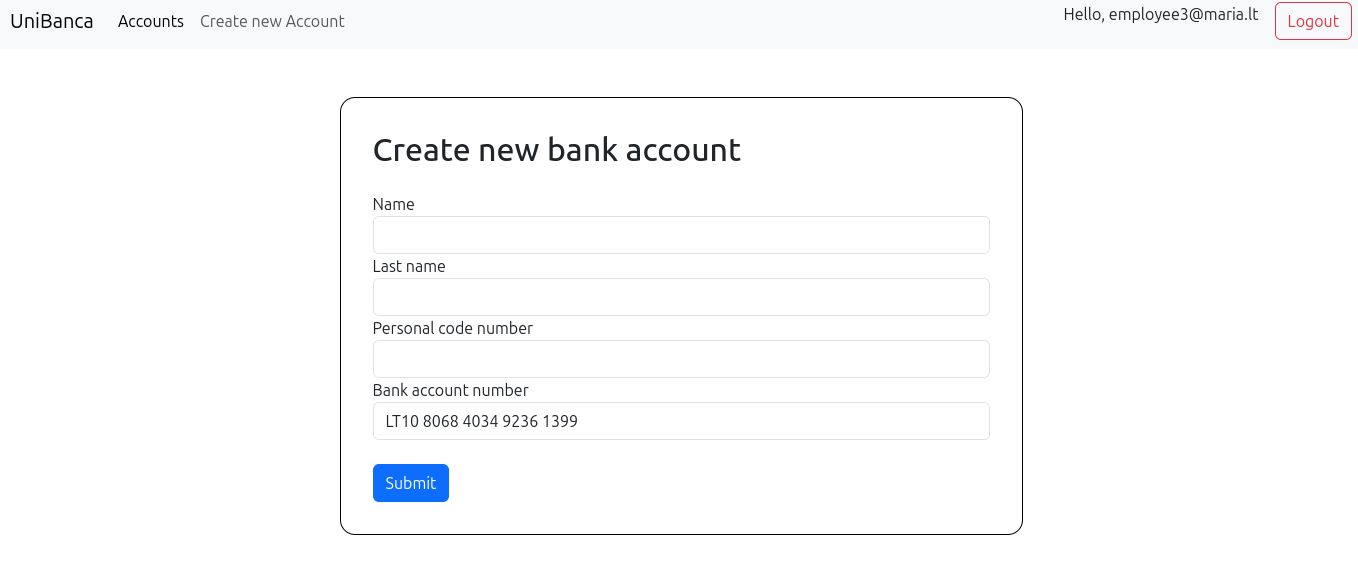 UniBanca Accounts Create new Account Hello, employee3@maria.lt Logout
Create new bank account
Name
Last name
Personal code number
Bank account number
LT10 8068 4034 9236 1399
Submit